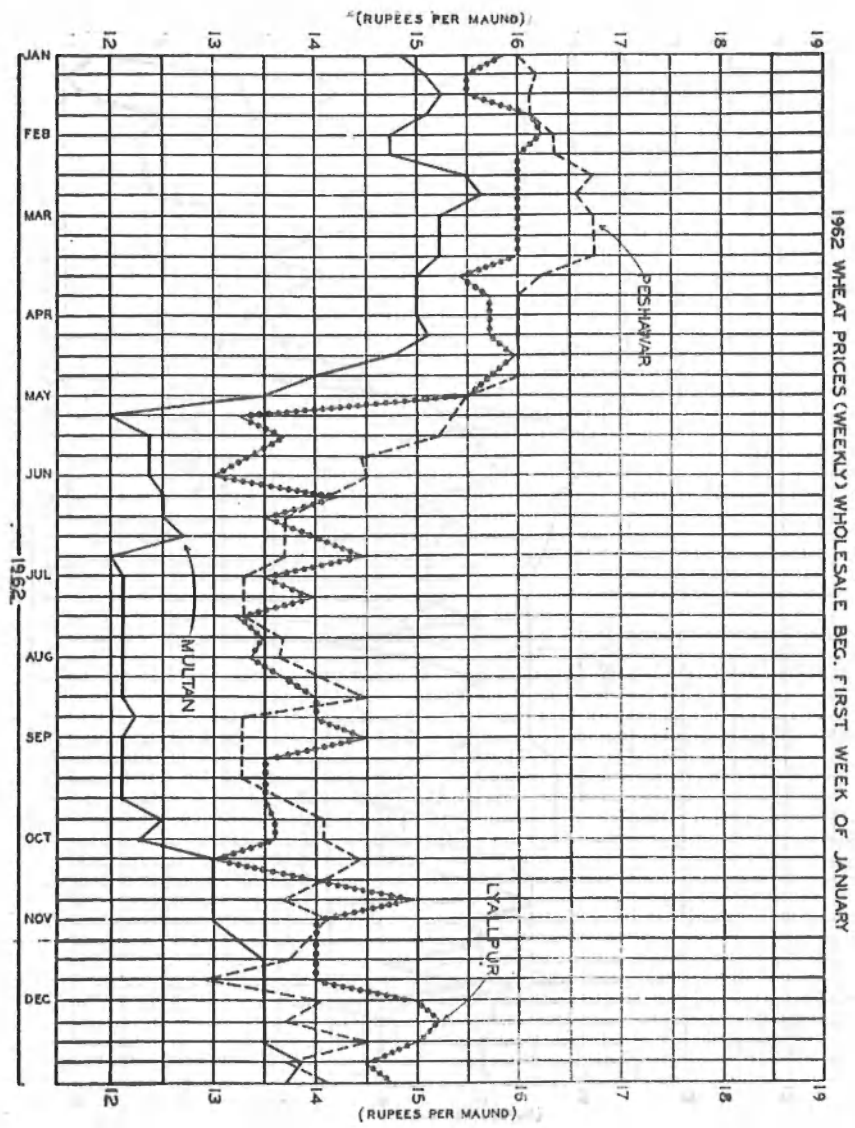 1962 WHEAT PRICES (WEEKLY) WHOLESALE BEG. FIRST WEEK OF JANUARY
(RUPEES PER MAUND)
12 13 14 15 16 17 18 19
JAN
FEB
MAR
APR
MAY
JUN
JUL
AUG
SEP
OCT
NOV
DEC
1962
PESHAWAR
MULTAN
LYALLPUR
12 13 14 15 16 17 18 19
(RUPEES PER MAUND)